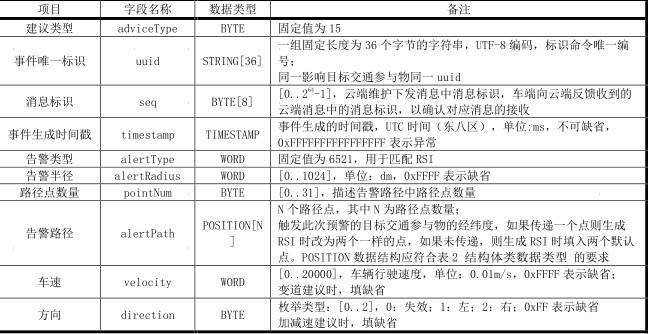 项目 字段名称 数据类型 备注
建议类型 adviceType BYTE 固定值为 15
事件唯一标识 uuid STRING[36] 一组固定长度为 36 个字节的字符串，UTF-8 编码，标识命令唯一编
号；
同一影响目标交通参与物同一 uuid
消息标识 seq BYTE[8] [0..2⁶⁴-1]，云端维护下发消息中消息标识，车端向云端反馈收到的
云端消息中的消息标识，以确认对应消息的接收
事件生成时间戳 timestamp TIMESTAMP 事件生成的时间戳，UTC 时间（东八区），单位:ms，不可缺省，
0xFFFFFFFFFFFFFFFF 表示异常
告警类型 alertType WORD 固定值为 6521，用于匹配 RSI
告警半径 alertRadius WORD [0..1024]，单位：dm，0xFFFF 表示缺省
路径点数量 pointNum BYTE [0..31]，描述告警路径中路径点数量
告警路径 alertPath POSITION[N
] N 个路径点，其中 N 为路径点数量；
触发此次预警的目标交通参与物的经纬度，如果传递一个点则生成
RSI 时改为两个一样的点，如果未传递，则生成 RSI 时填入两个默认
点。POSITION 数据结构应符合表 2 结构体类数据类型 的要求
车速 velocity WORD [0..20000]，车辆行驶速度，单位：0.01m/s，0xFFFF 表示缺省；
变道建议时，填缺省
方向 direction BYTE 枚举类型：[0..2]，0：失效；1：左；2：右；0xFF 表示缺省
加减速建议时，填缺省